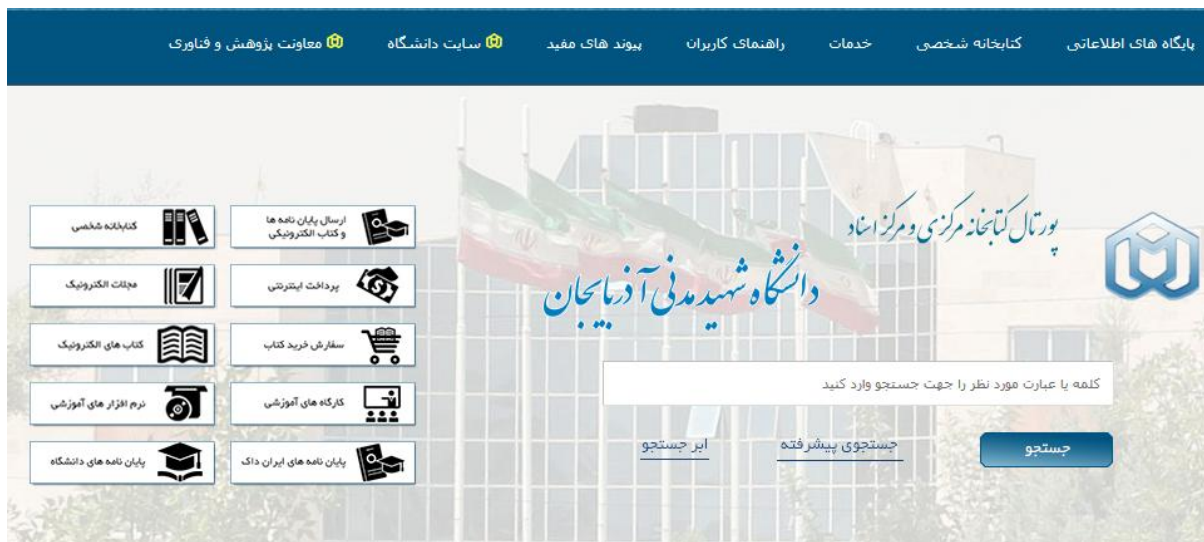 پایگاه های اطلاعاتی
کتابخانه شخصی
خدمات
راهنمای کاربران
پیوند های مفید
سایت دانشگاه
معاونت پژوهش و فناوری
پورتال کتابخانه مرکزی و مرکز اسناد
دانشگاه شهید مدنی آذربایجان
کلمه یا عبارت مورد نظر را جهت جستجو وارد کنید
جستجو
جستجوی پیشرفته
ابر جستجو
ارسال پایان نامه ها
و کتاب الکترونیکی
کتابخانه شخصی
پرداخت اینترنتی
مجلات الکترونیک
سفارش خرید کتاب
کتاب های الکترونیک
کارگاه های آموزشی
نرم افزار های آموزشی
پایان نامه های ایران داک
پایان نامه های دانشگاه